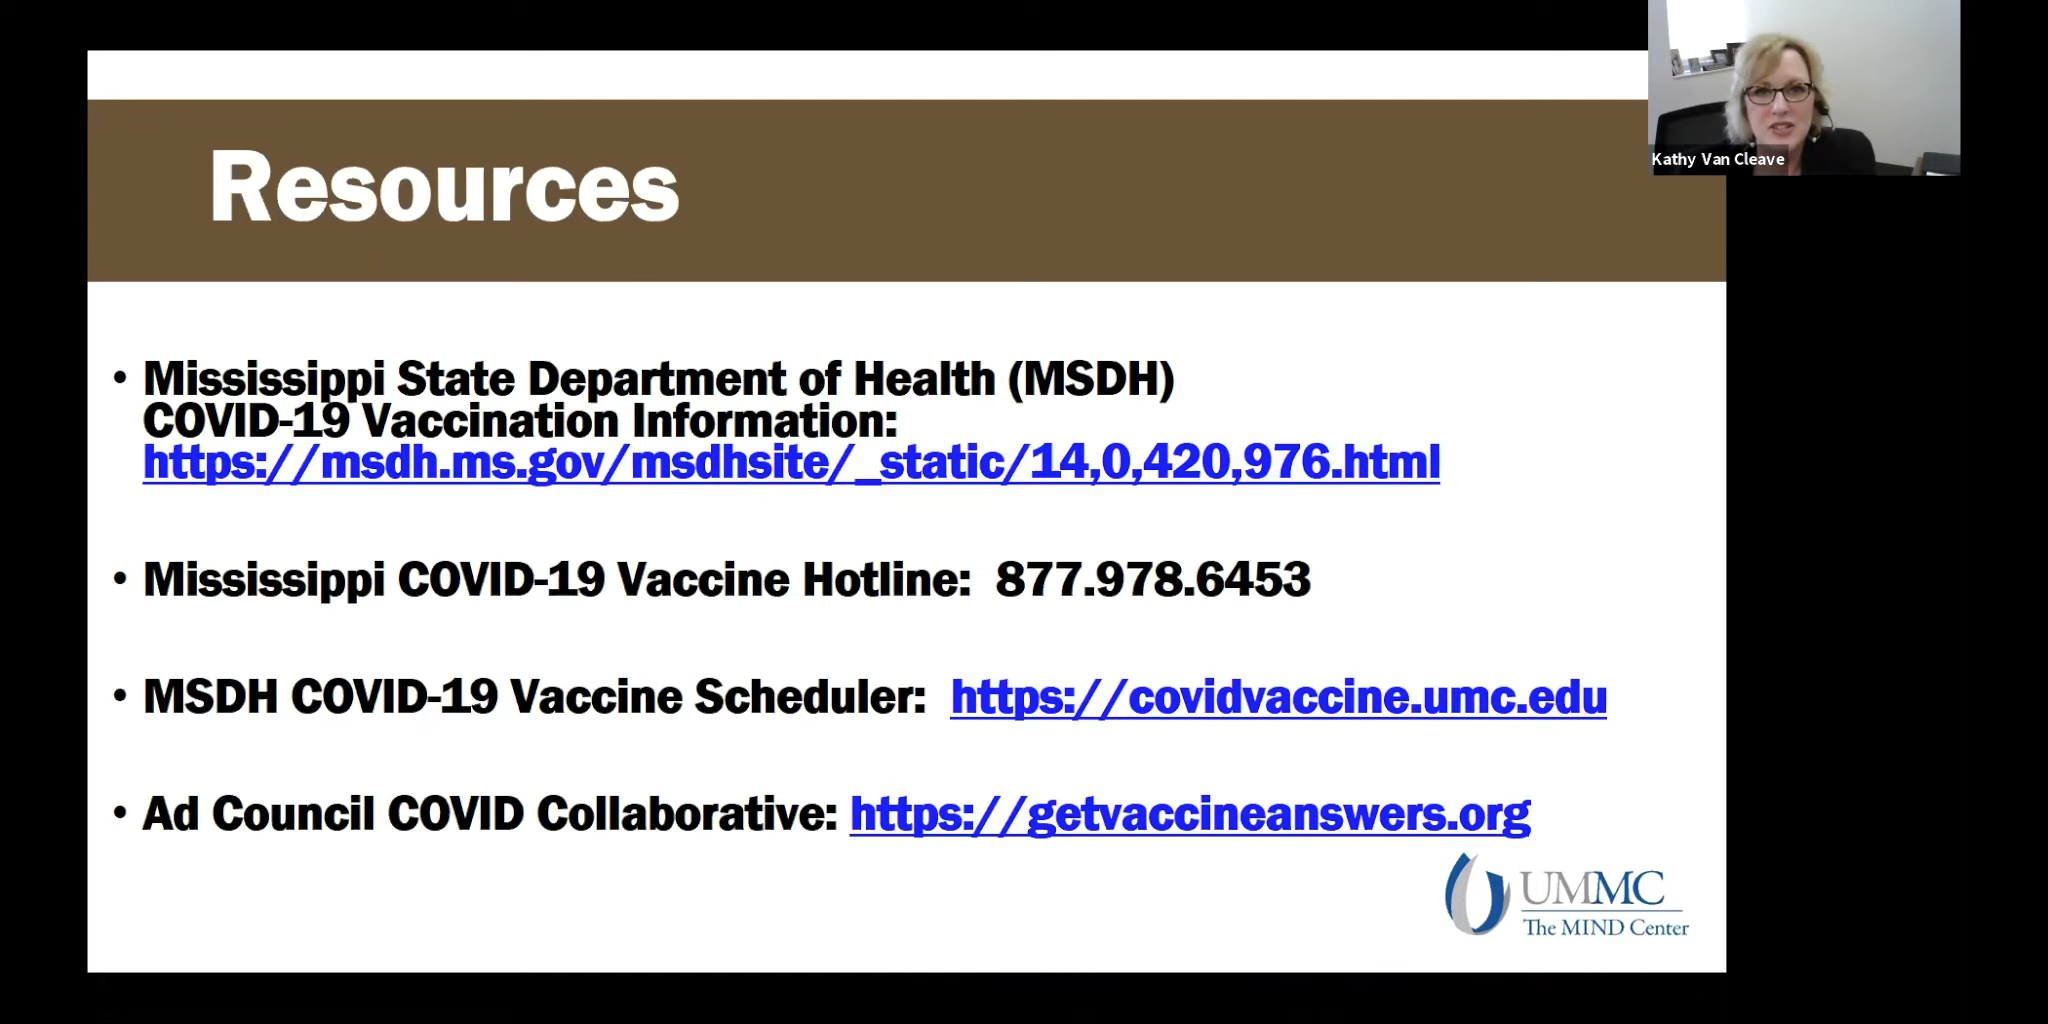 Resources
Kathy Van Cleave
• Mississippi State Department of Health (MSDH)
COVID-19 Vaccination Information:
https://msdh.ms.gov/msdhsite/_static/14,0,420,976.html
• Mississippi COVID-19 Vaccine Hotline: 877.978.6453
• MSDH COVID-19 Vaccine Scheduler: https://covidvaccine.umc.edu
• Ad Council COVID Collaborative: https://getvaccineanswers.org
UMMC
The MIND Center